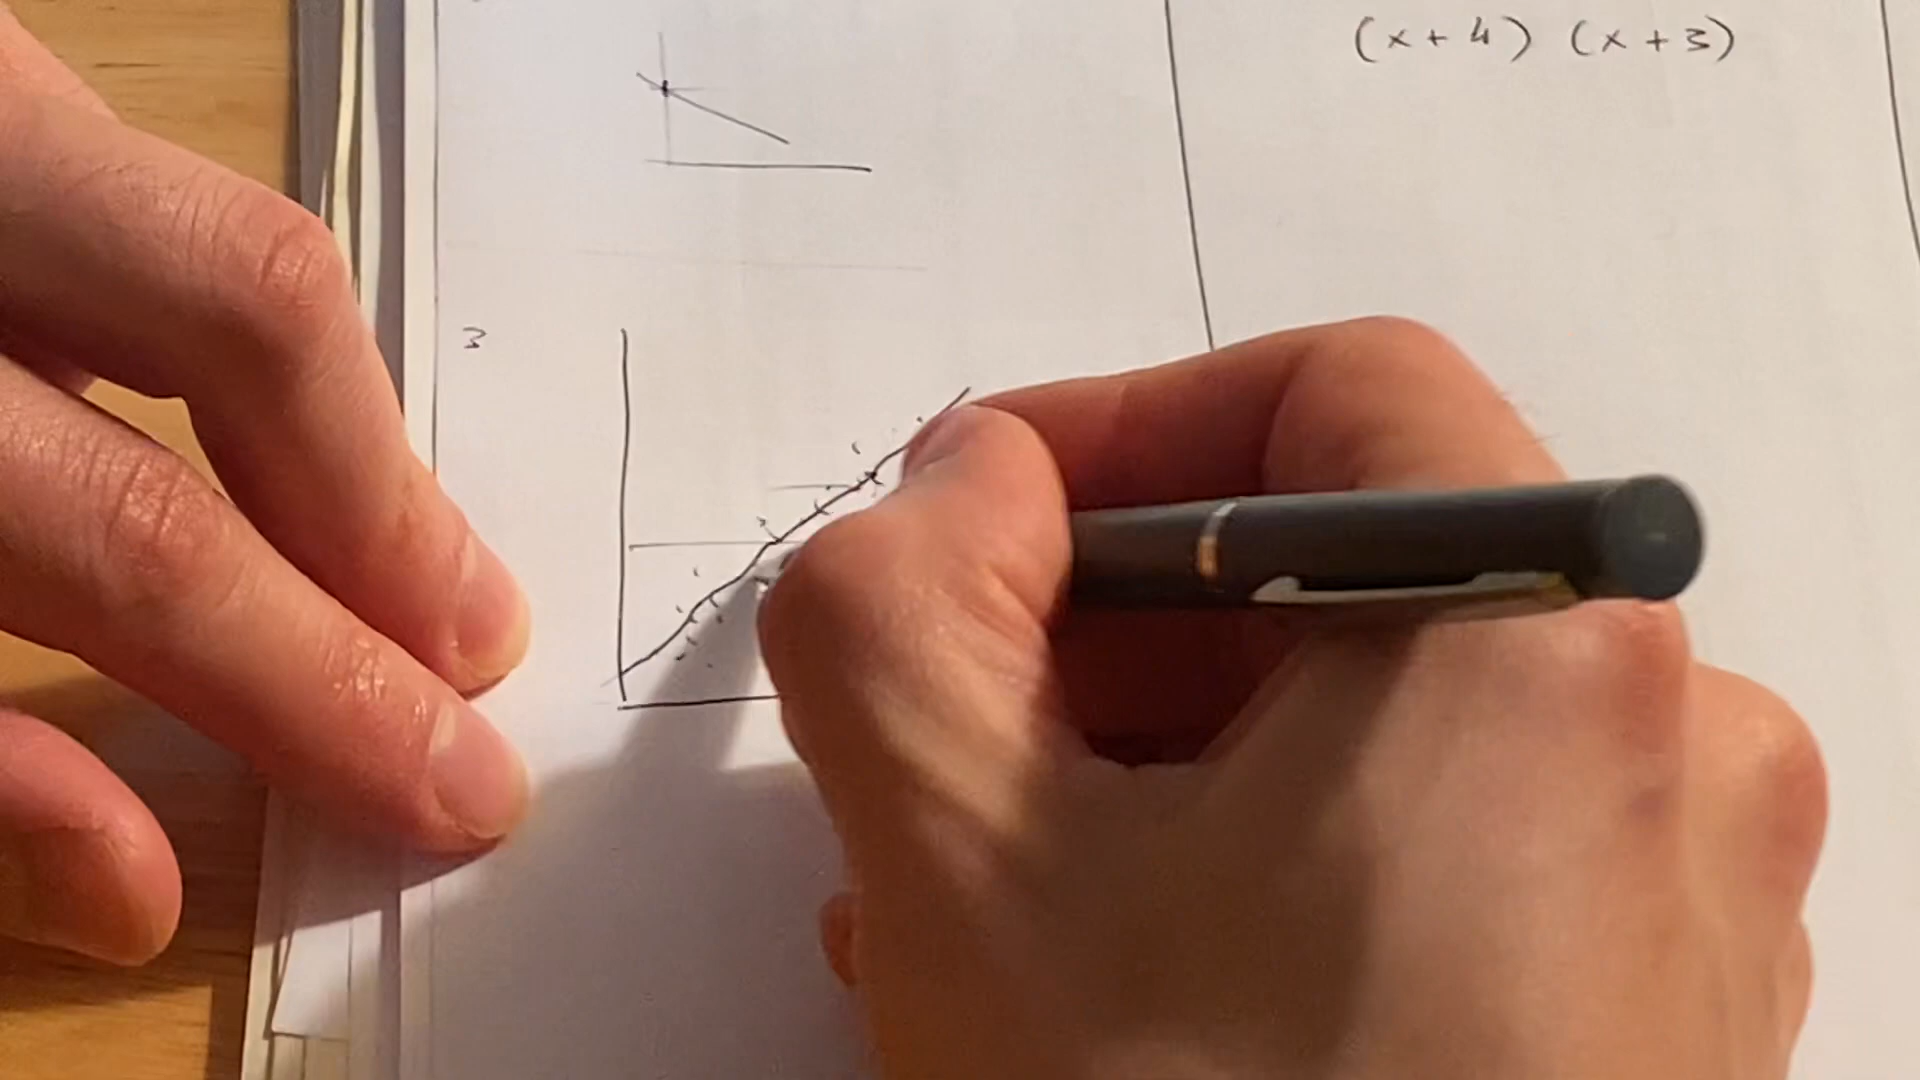 (x + 4) (x + 3)
3